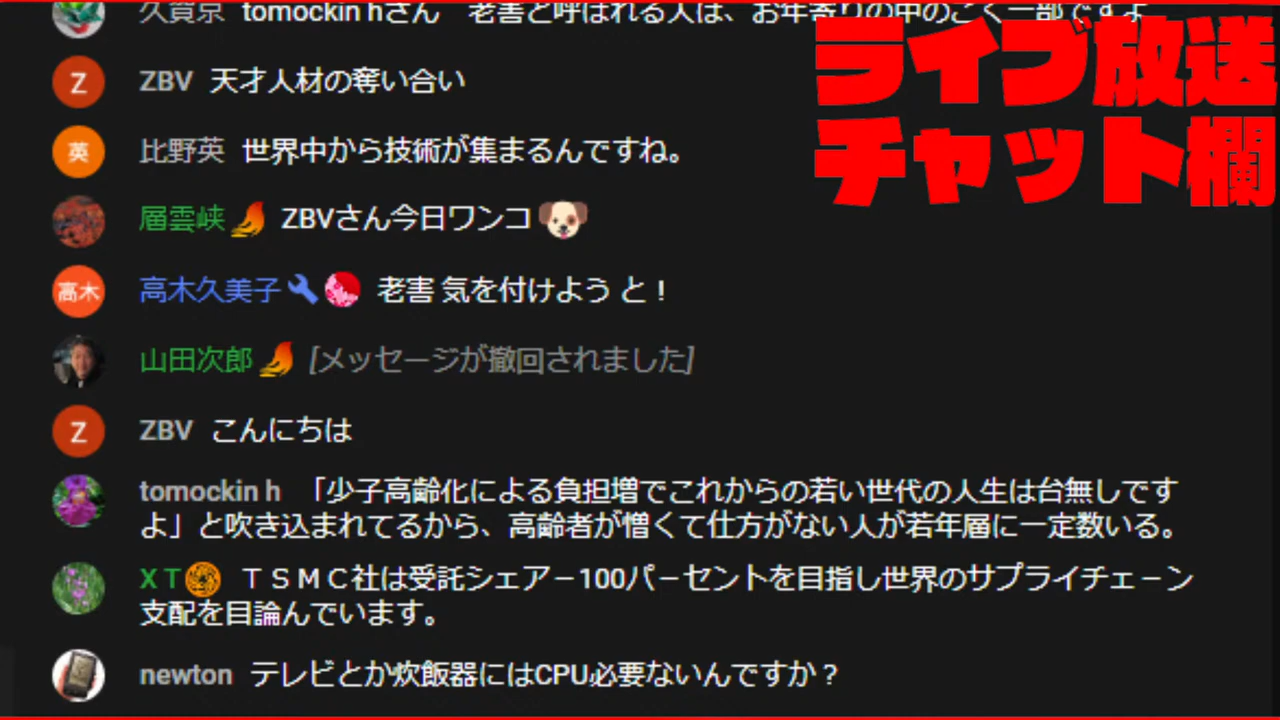 久賀京 tomockin hさん 老害と呼ばれる人は、お年寄りの中のごく一部ですよ
ライブ放送
チャット欄
Z ZBV 天才人材の奪い合い
英 比野英 世界中から技術が集まるんですね。
層雲峡 ZBVさん今日ワンコ
高木 高木久美子 老害 気を付けよう と！
山田次郎 [メッセージが撤回されました]
Z ZBV こんにちは
tomockin h 「少子高齢化による負担増でこれからの若い世代の人生は台無しです
よ」と吹き込まれてるから、高齢者が憎くて仕方がない人が若年層に一定数いる。
X T ＴＳＭＣ社は受託シェアー100パーセントを目指し世界のサプライチェーン
支配を目論んでいます。
newton テレビとか炊飯器にはCPU必要ないんですか？